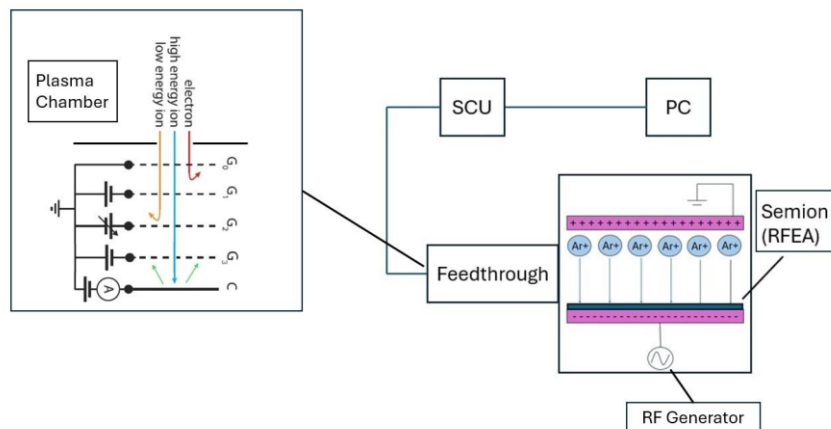 Plasma
Chamber
low energy ion
high energy ion
electron
G₀
G₁
G₂
G₃
C
A
SCU
PC
Feedthrough
+ + + + + + + + + + + + + + +
Ar+ Ar+ Ar+ Ar+ Ar+ Ar+
Semion
(RFEA)
RF Generator